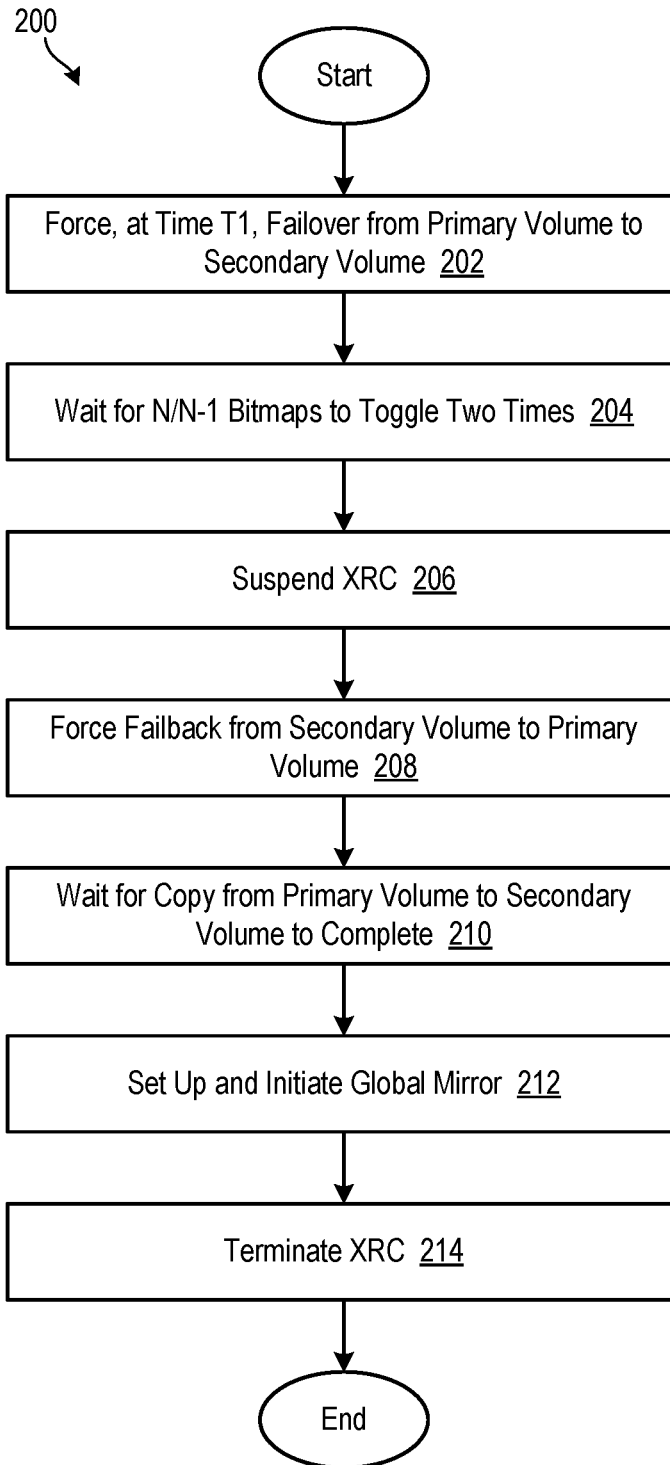 200
Start
Force, at Time T1, Failover from Primary Volume to
Secondary Volume 202
Wait for N/N-1 Bitmaps to Toggle Two Times 204
Suspend XRC 206
Force Failback from Secondary Volume to Primary
Volume 208
Wait for Copy from Primary Volume to Secondary
Volume to Complete 210
Set Up and Initiate Global Mirror 212
Terminate XRC 214
End